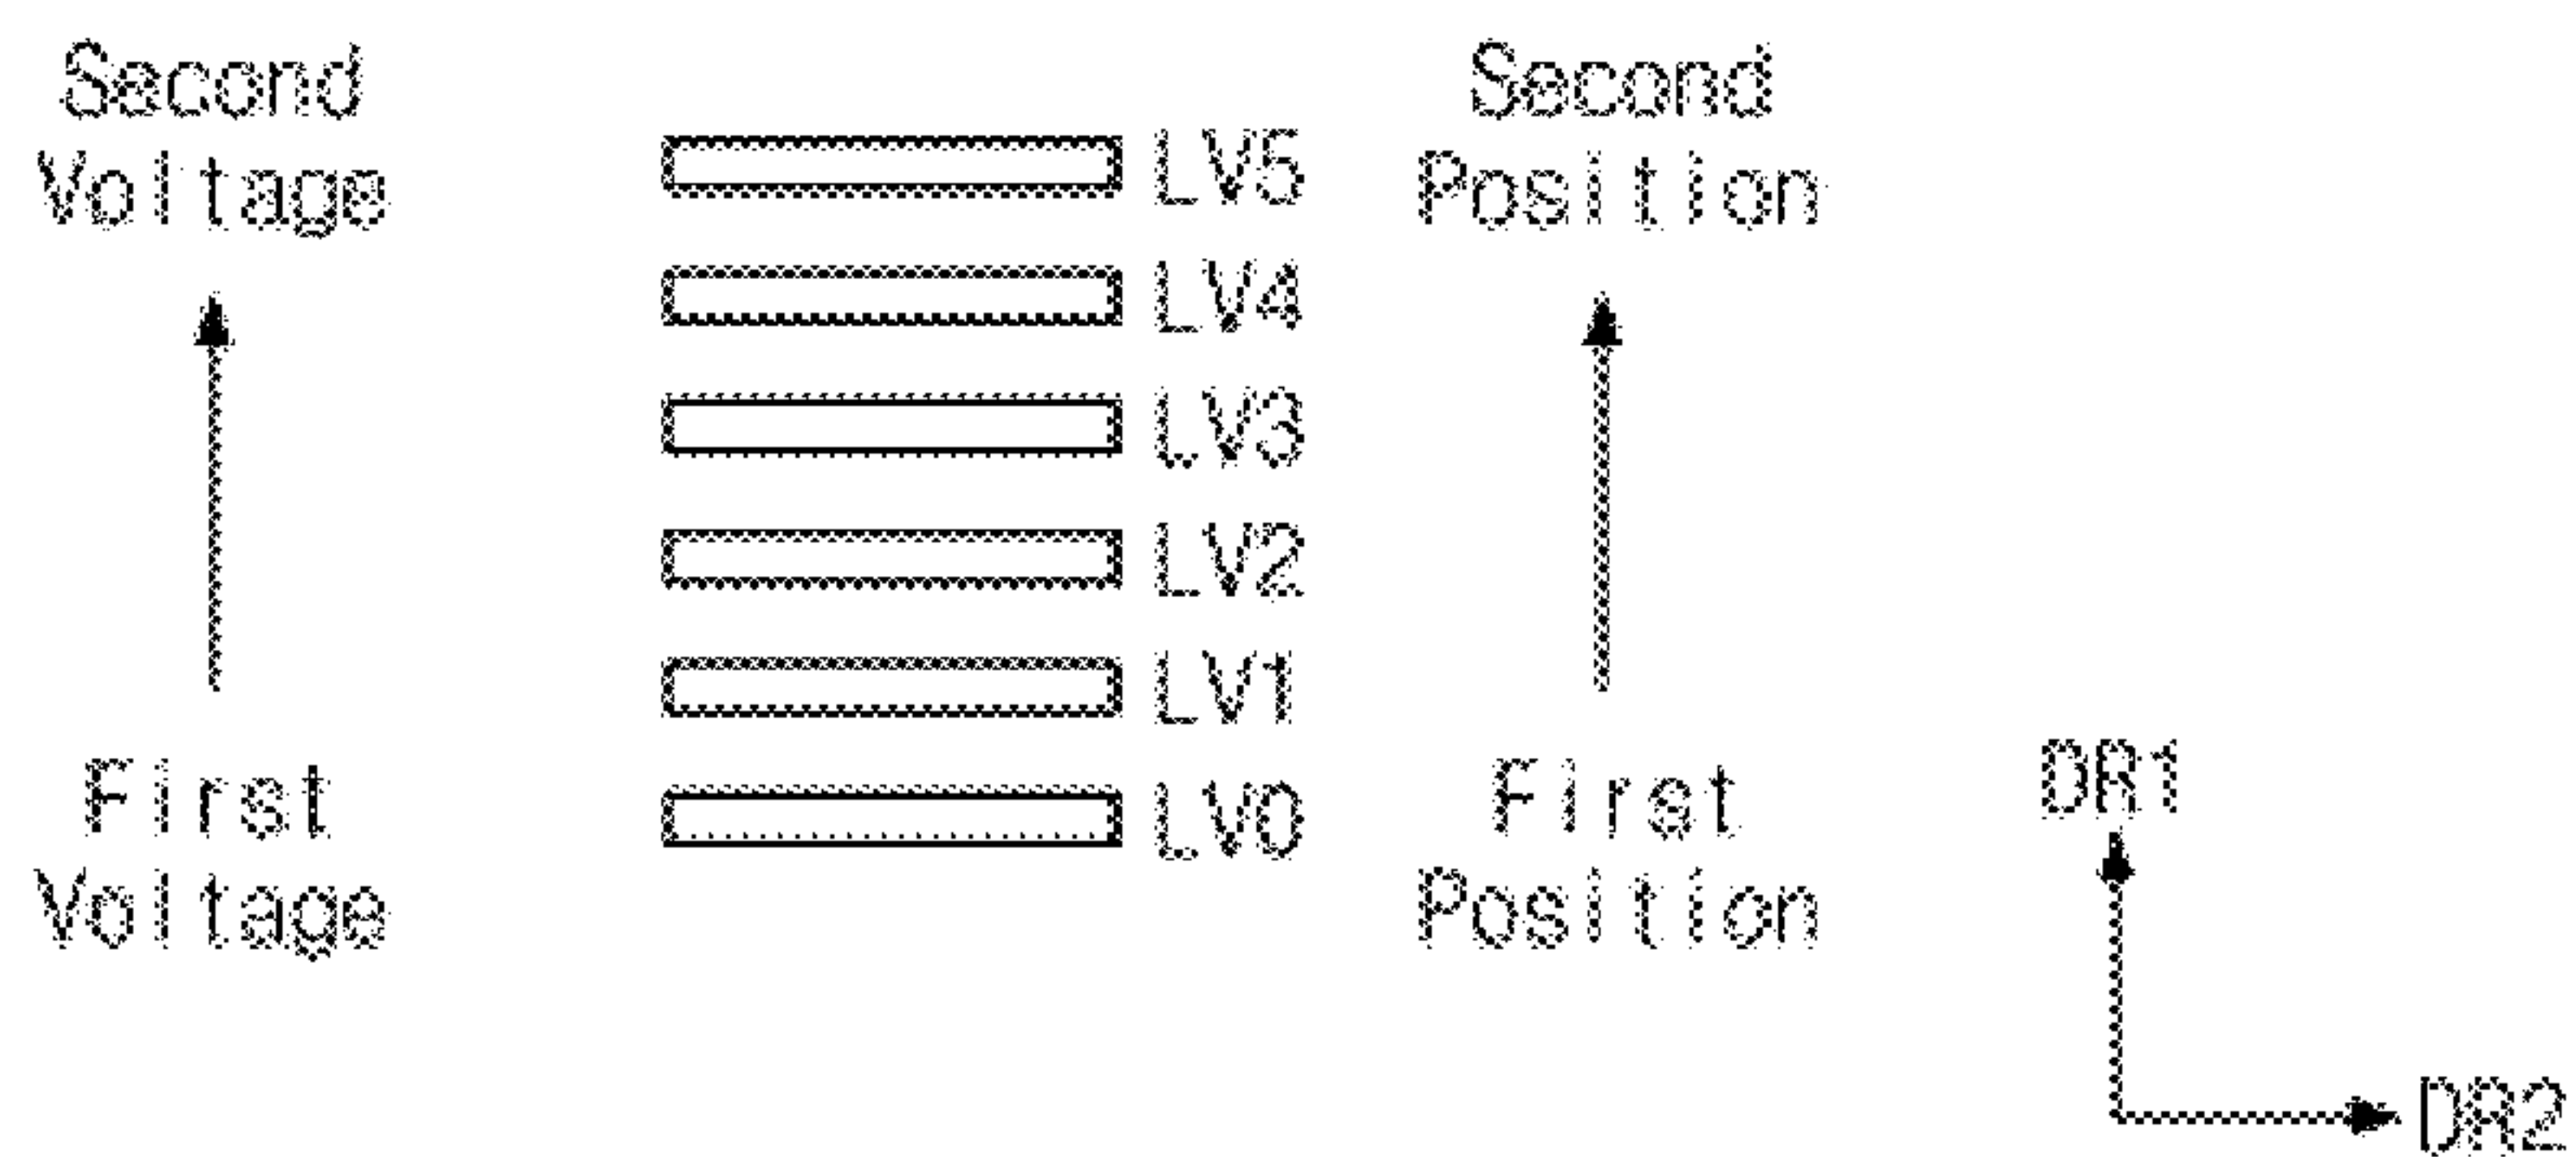 Second
Voltage
First
Voltage
LV5
LV4
LV3
LV2
LV1
LV0
Second
Position
First
Position
DR1
DR2